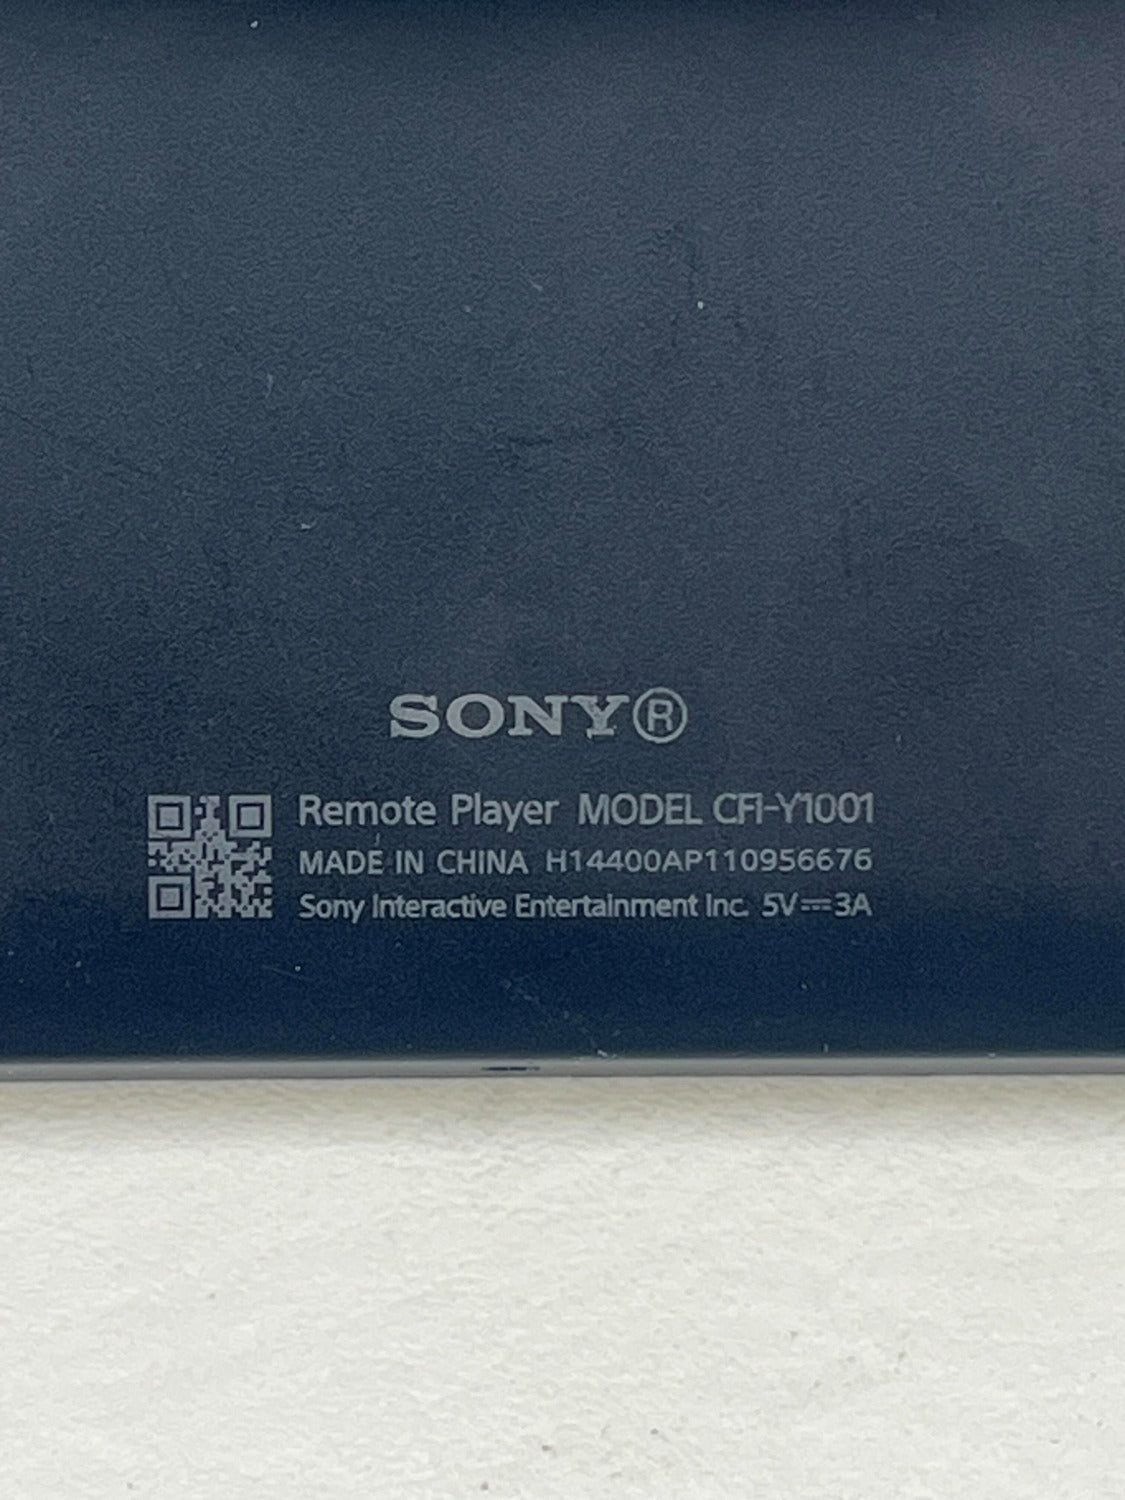 SONY®
Remote Player MODEL CFI-Y1001
MADE IN CHINA H14400AP110956676
Sony Interactive Entertainment Inc. 5V⎓3A